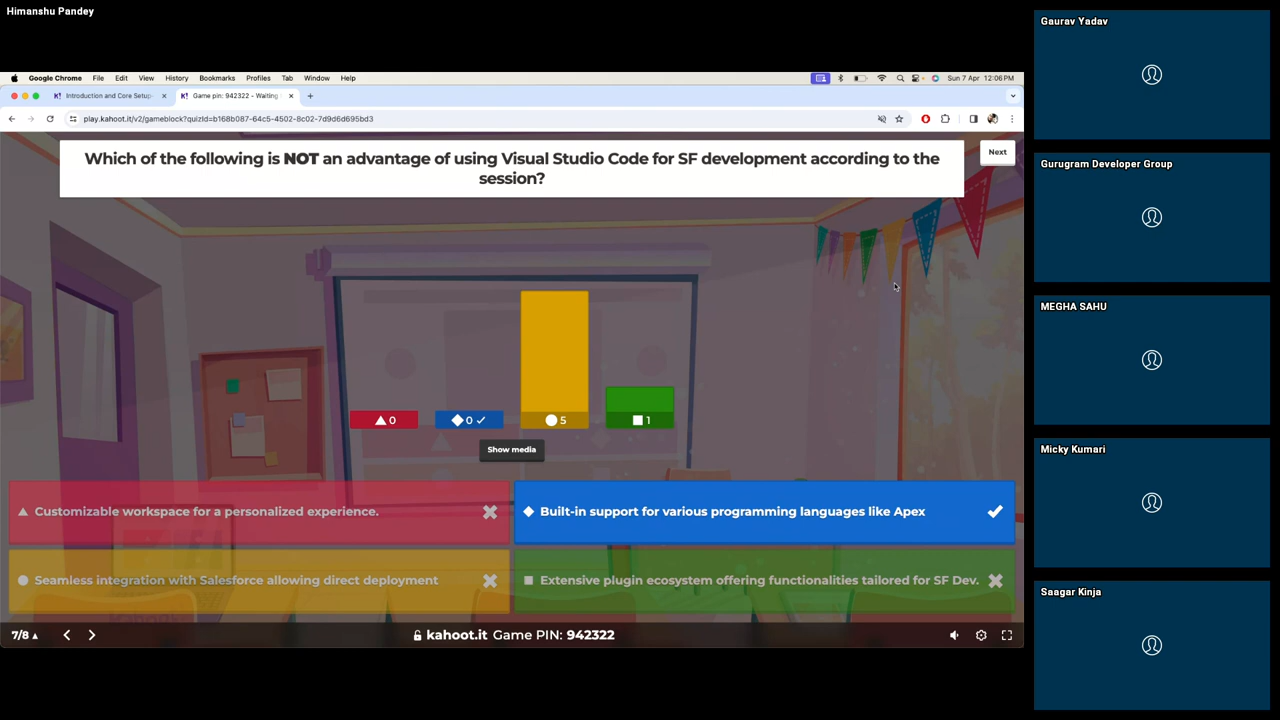 Himanshu Pandey
Google Chrome File Edit View History Bookmarks Profiles Tab Window Help Sun 7 Apr 12:06 PM
Introduction and Core Setup Game pin: 942322 - Waiting
play.kahoot.it/v2/gameblock?quizId=b168b087-64c5-4502-8c02-7d9d6d695bd3
Which of the following is NOT an advantage of using Visual Studio Code for SF development according to the
session?
Next
0 0 5 1
Show media
Customizable workspace for a personalized experience.
Built-in support for various programming languages like Apex
Seamless integration with Salesforce allowing direct deployment
Extensive plugin ecosystem offering functionalities tailored for SF Dev.
7/8
kahoot.it Game PIN: 942322
Gaurav Yadav
Gurugram Developer Group
MEGHA SAHU
Micky Kumari
Saagar Kinja